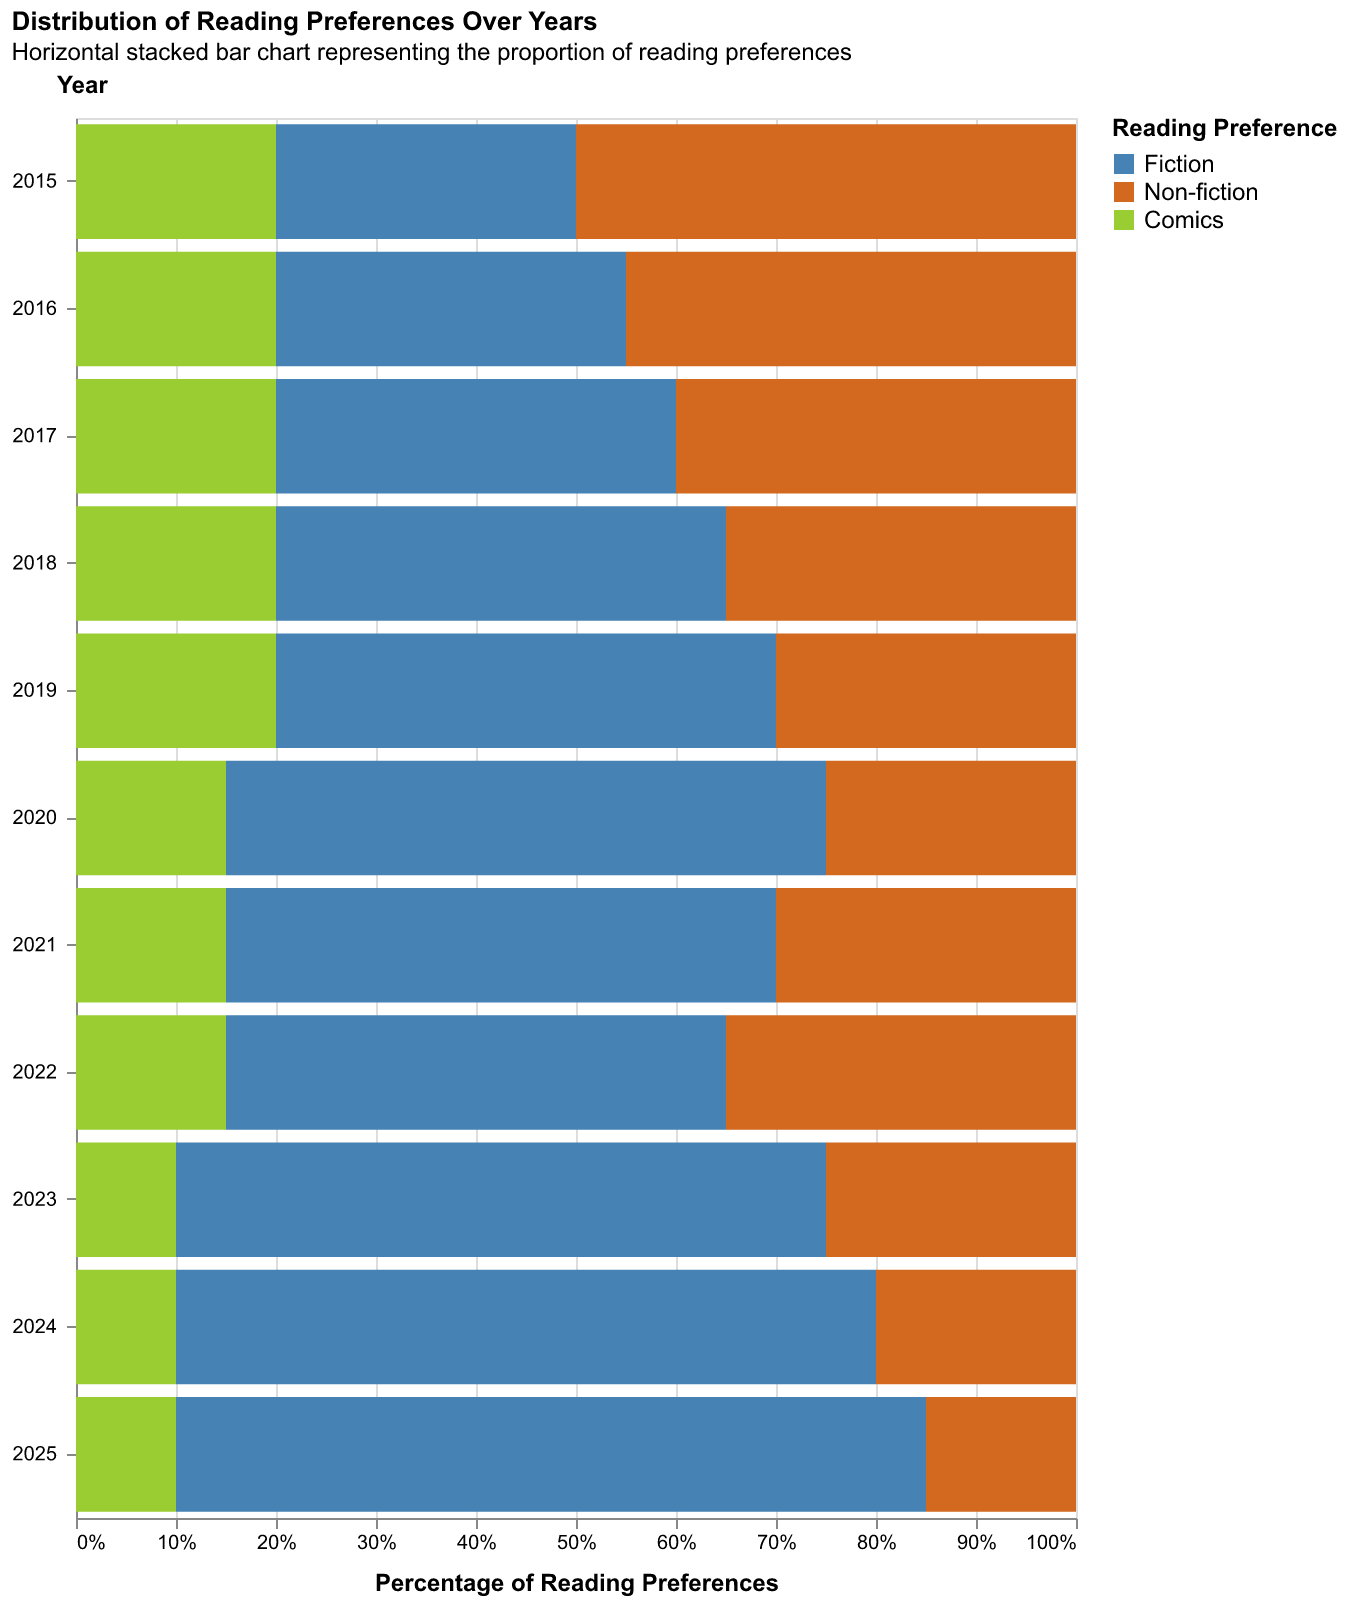 Distribution of Reading Preferences Over Years
Horizontal stacked bar chart representing the proportion of reading preferences
Year
Reading Preference
Fiction
Non-fiction
Comics
2015
2016
2017
2018
2019
2020
2021
2022
2023
2024
2025
0% 10% 20% 30% 40% 50% 60% 70% 80% 90% 100%
Percentage of Reading Preferences